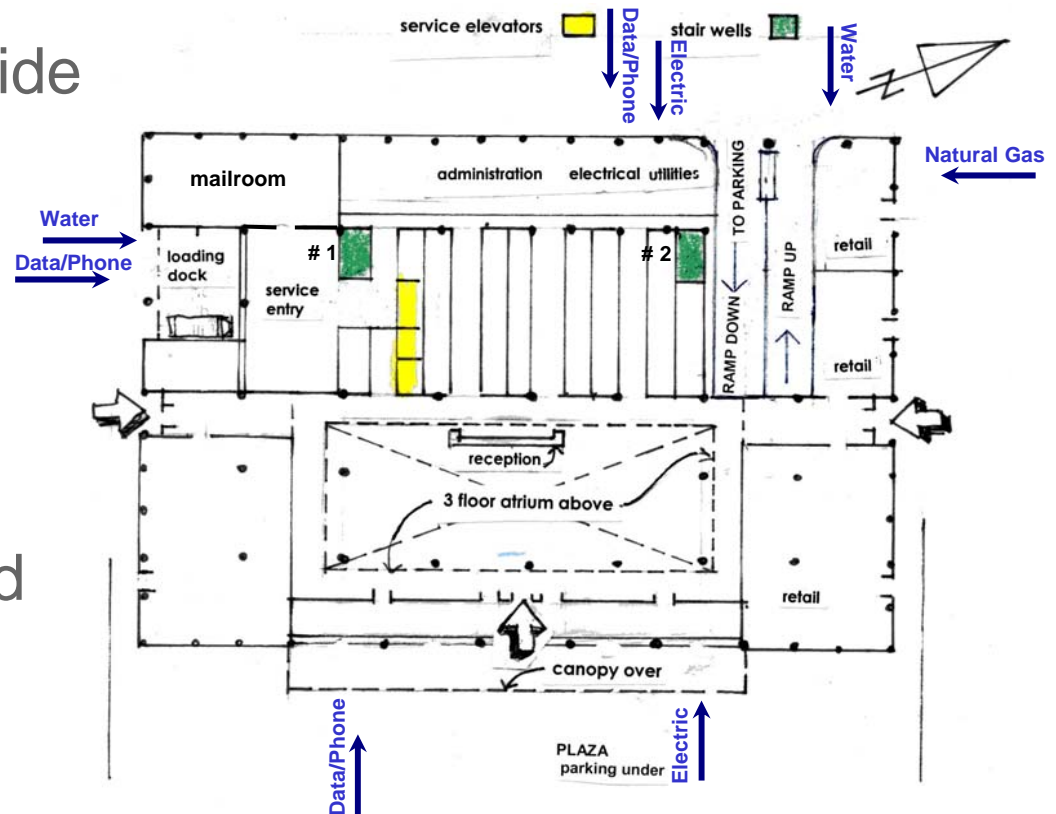 service elevators
stair wells
Data/Phone
Electric
Water
ide
N
Natural Gas
mailroom
administration
electrical utilities
TO PARKING
Water
Data/Phone
loading
dock
# 1
service
entry
# 2
RAMP DOWN
RAMP UP
retail
retail
reception
3 floor atrium above
d
retail
canopy over
Data/Phone
PLAZA
parking under
Electric